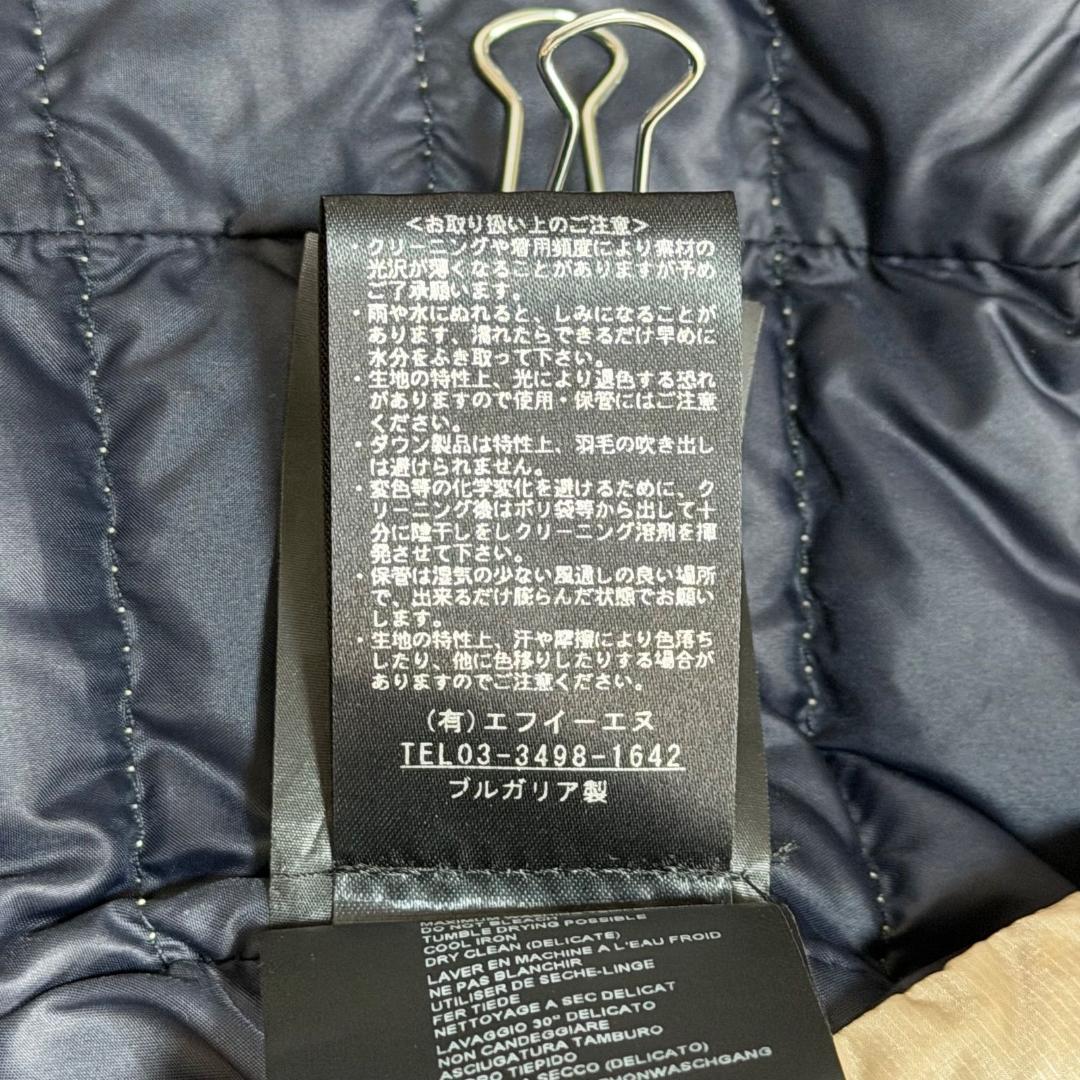 <お取り扱い上のご注意>
・クリーニングや着用頻度により素材の
光沢が薄くなることがありますが予め
ご了承願います。
・雨や水にぬれると、しみになることが
あります、濡れたらできるだけ早めに
水分をふき取って下さい。
・生地の特性上、光により退色する恐れ
がありますので使用・保管にはご注意
ください。
・ダウン製品は特性上、羽毛の吹き出し
は避けられません。
・変色等の化学変化を避けるために、ク
リーニング後はポリ袋等から出して十
分に陰干しをしクリーニング溶剤を揮
発させて下さい。
・保管は湿気の少ない風通しの良い場所
で、出来るだけ膨らんだ状態でお願い
します。
・生地の特性上、汗や摩擦により色落ち
したり、他に色移りしたりする場合が
ありますのでご注意ください。
(有)エフイーエヌ
TEL03-3498-1642
ブルガリア製
DO NOT BLEACH
TUMBLE DRYING POSSIBLE
COOL IRON
DRY CLEAN (DELICATE)
LAVER EN MACHINE A L'EAU FROID
NE PAS BLANCHIR
UTILISER DE SECHE-LINGE
FER TIEDE
NETTOYAGE A SEC DELICAT
LAVAGGIO 30° DELICATO
NON CANDEGGIARE
ASCIUGATURA TAMBURO
TIEPIDO
A SECCO (DELICATO)
HONWASCHGANG